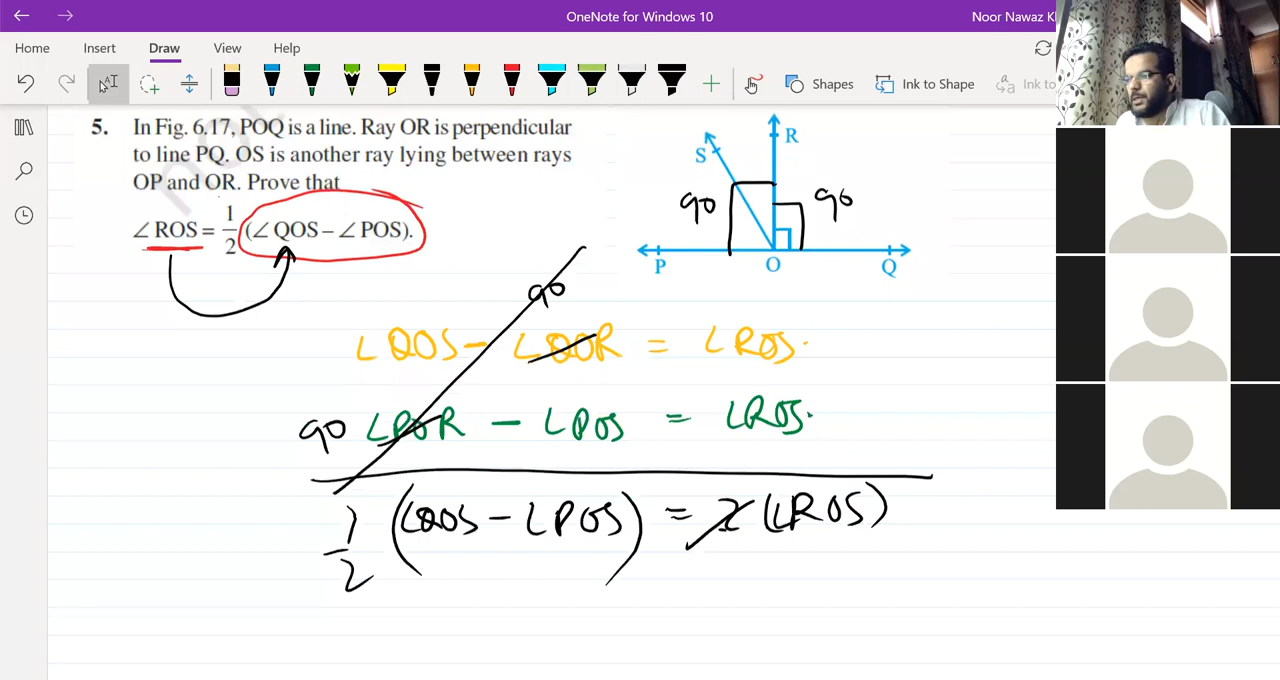 OneNote for Windows 10
Noor Nawaz Kh
Home Insert Draw View Help
Shapes Ink to Shape Ink to
5. In Fig. 6.17, POQ is a line. Ray OR is perpendicular
to line PQ. OS is another ray lying between rays
OP and OR. Prove that
∠ ROS = 1/2 (∠ QOS – ∠ POS).
S R
90 90
P O Q
90
∠QOS - ∠QOR = ∠ROS.
90 ∠POR - ∠POS = ∠ROS.
1/2 (∠QOS - ∠POS) = 2(∠ROS)